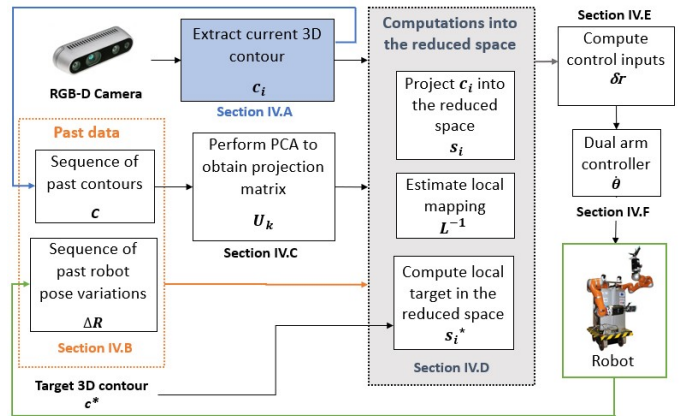 RGB-D Camera
Extract current 3D
contour
c_i
Section IV.A
Past data
Sequence of
past contours
C
Sequence of
past robot
pose variations
ΔR
Section IV.B
Perform PCA to
obtain projection
matrix
U_k
Section IV.C
Target 3D contour
c*
Computations into
the reduced space
Project c_i into
the reduced
space
s_i
Estimate local
mapping
L^{-1}
Compute local
target in the
reduced space
s_i*
Section IV.D
Section IV.E
Compute
control inputs
δr
Dual arm
controller
θ̇
Section IV.F
Robot